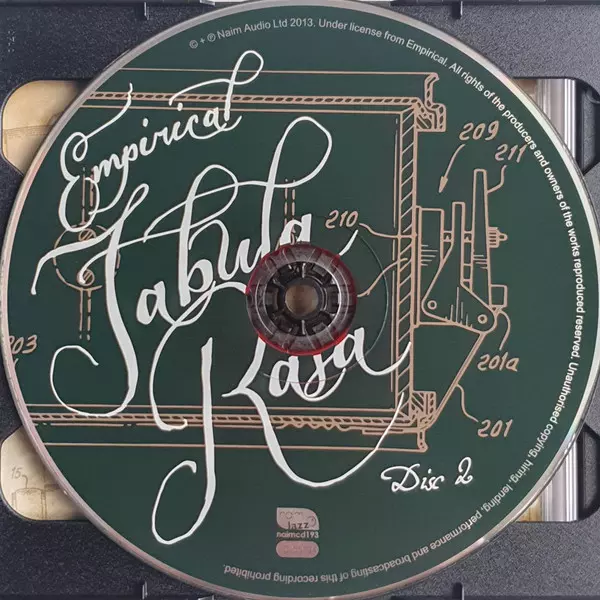 © + ℗ Naim Audio Ltd 2013. Under license from Empirical. All rights of the producers and owners of the works reproduced reserved. Unauthorised copying, hiring, lending, performance and broadcasting of this recording prohibited.
Empirical
Tabula
Rasa
209
211
210
203
201a
201
15
Disc 2
naim
jazz
naimcd193